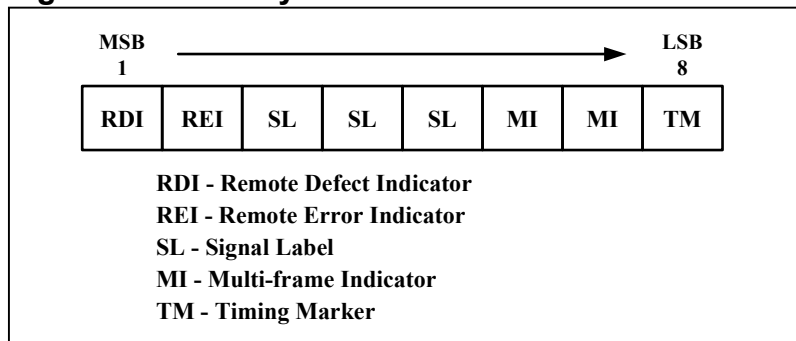 MSB LSB
1 8
RDI REI SL SL SL MI MI TM
RDI - Remote Defect Indicator
REI - Remote Error Indicator
SL - Signal Label
MI - Multi-frame Indicator
TM - Timing Marker